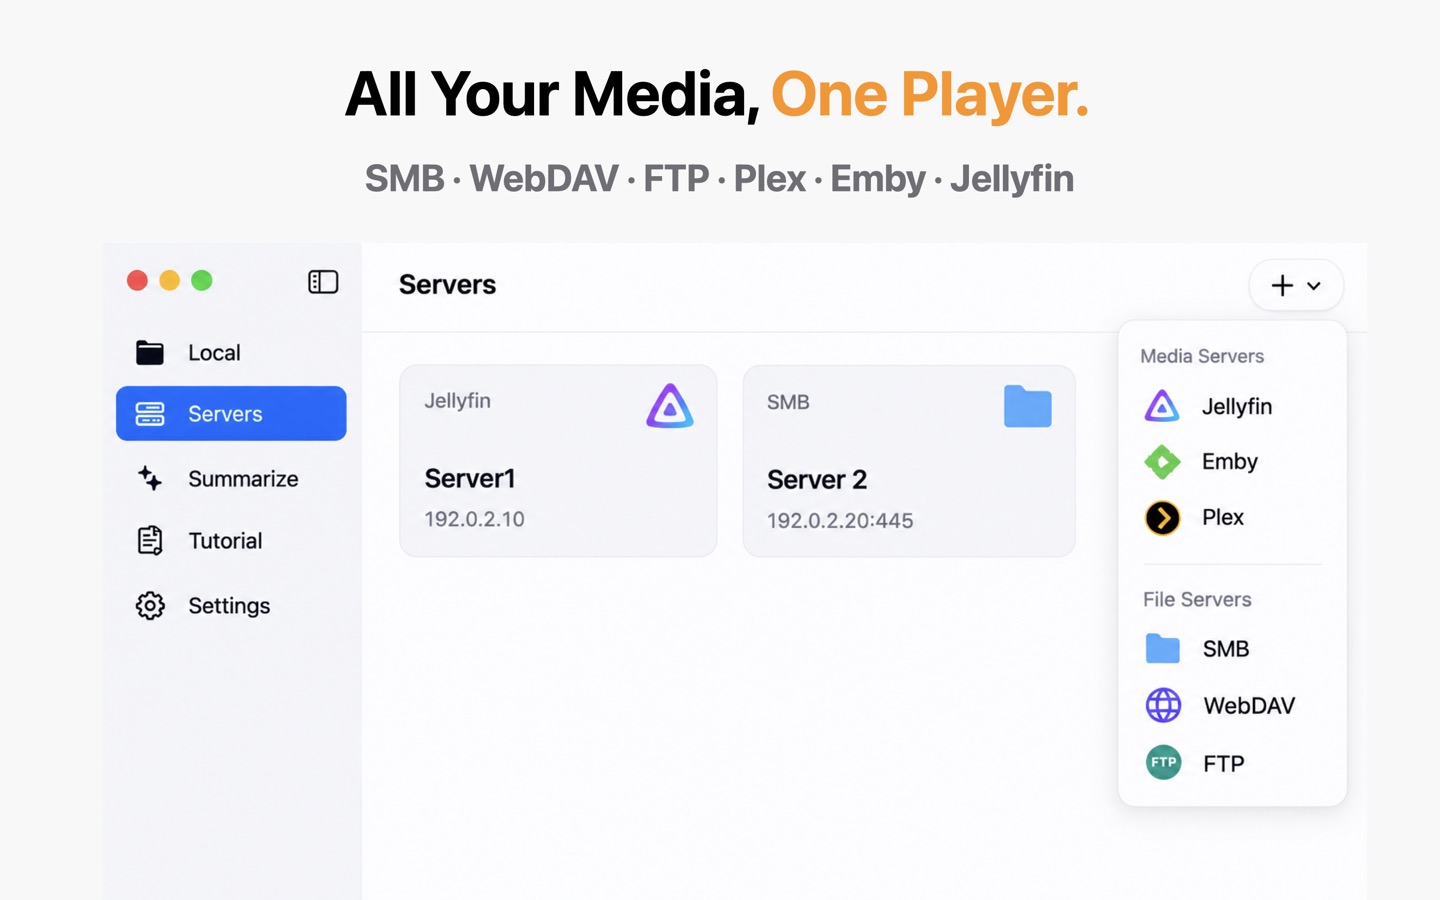 All Your Media, One Player.
SMB · WebDAV · FTP · Plex · Emby · Jellyfin
Local
Servers
Summarize
Tutorial
Settings
Servers
Jellyfin
Server1
192.0.2.10
SMB
Server 2
192.0.2.20:445
Media Servers
Jellyfin
Emby
Plex
File Servers
SMB
WebDAV
FTP
FTP